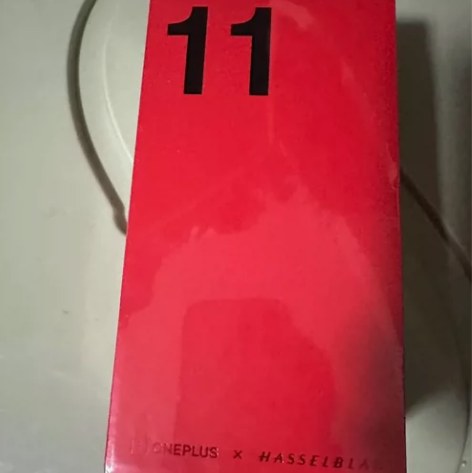 11
ONEPLUS × HASSELBLA